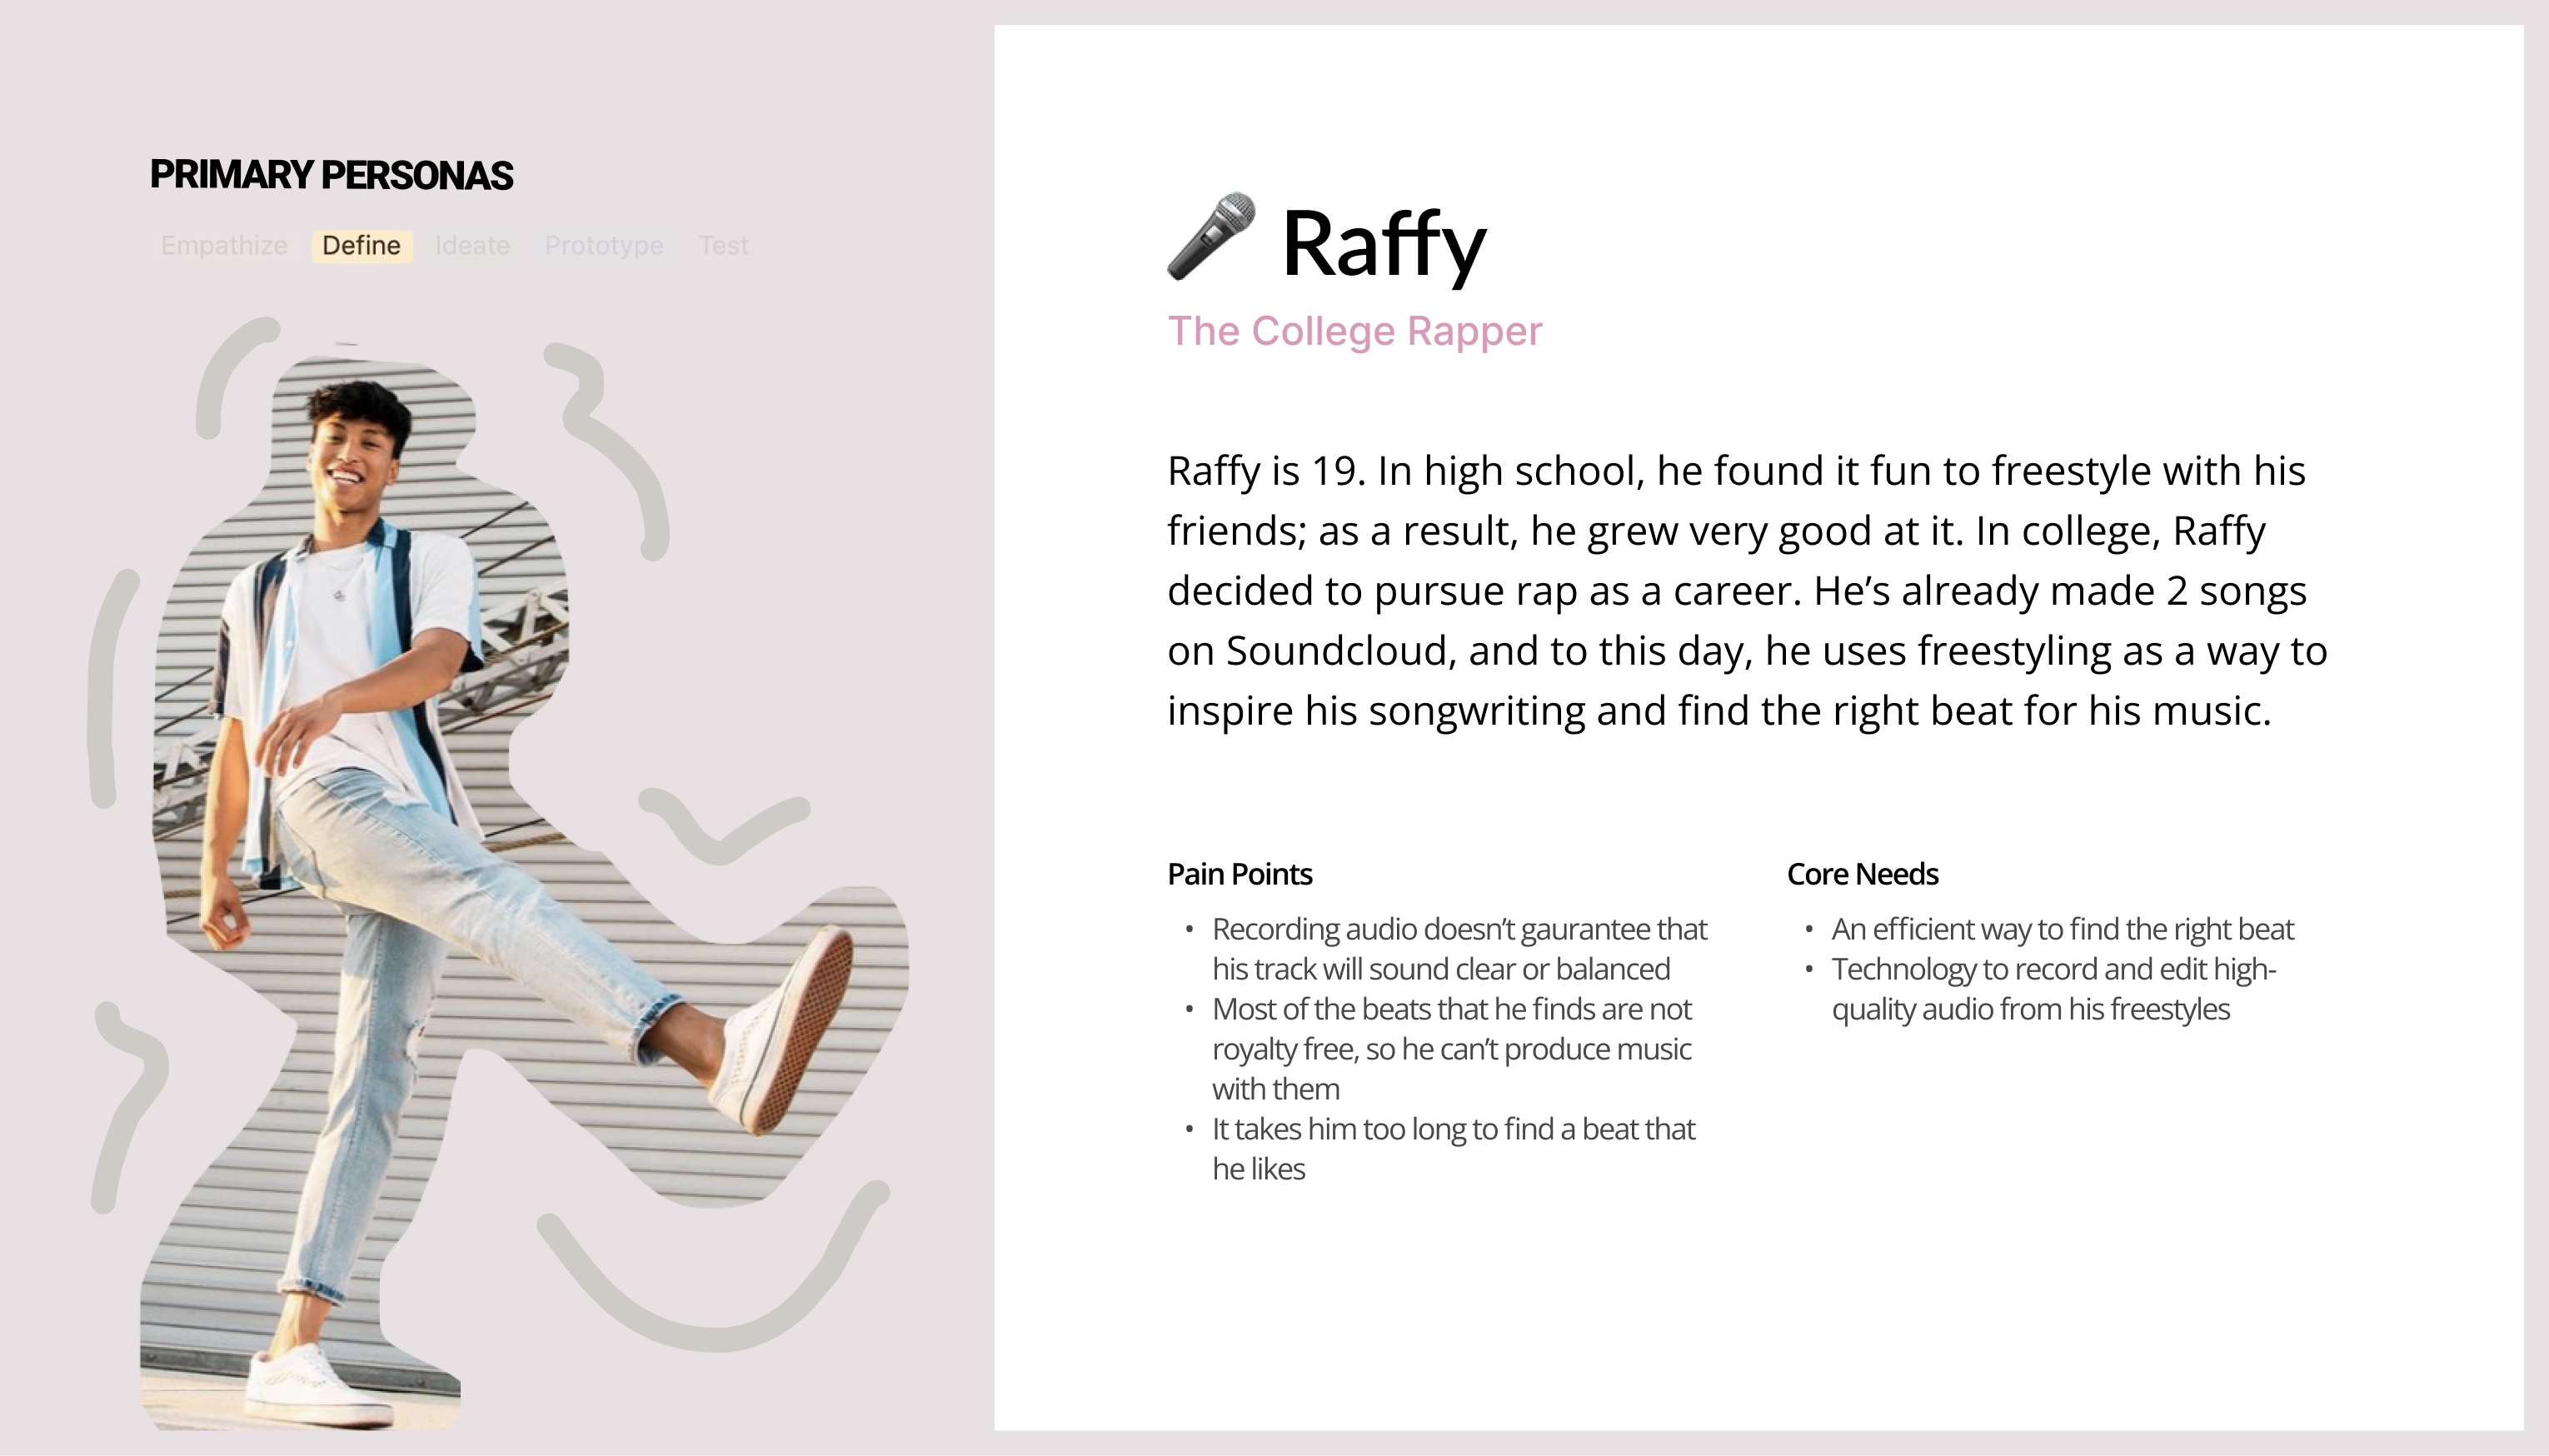 PRIMARY PERSONAS
Empathize Define Ideate Prototype Test
Raffy
The College Rapper
Raffy is 19. In high school, he found it fun to freestyle with his
friends; as a result, he grew very good at it. In college, Raffy
decided to pursue rap as a career. He’s already made 2 songs
on Soundcloud, and to this day, he uses freestyling as a way to
inspire his songwriting and find the right beat for his music.
Pain Points
• Recording audio doesn’t gaurantee that
his track will sound clear or balanced
• Most of the beats that he finds are not
royalty free, so he can’t produce music
with them
• It takes him too long to find a beat that
he likes
Core Needs
• An efficient way to find the right beat
• Technology to record and edit high-
quality audio from his freestyles